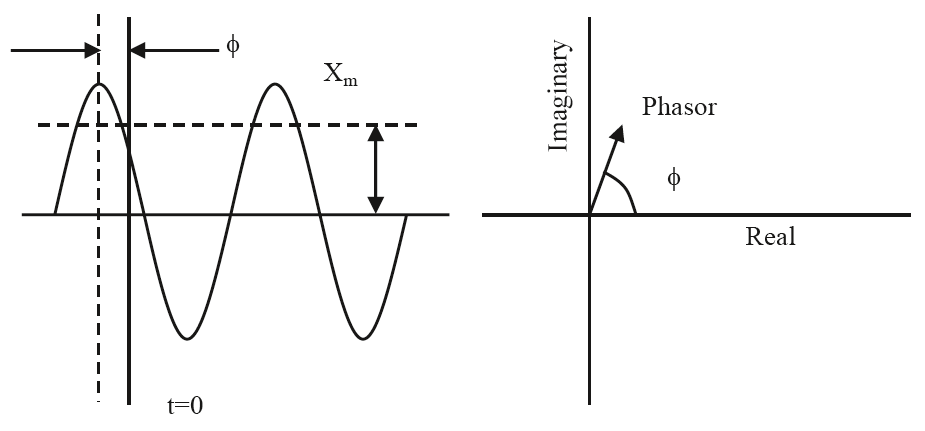 ϕ
Xm
t=0
Imaginary
Phasor
ϕ
Real